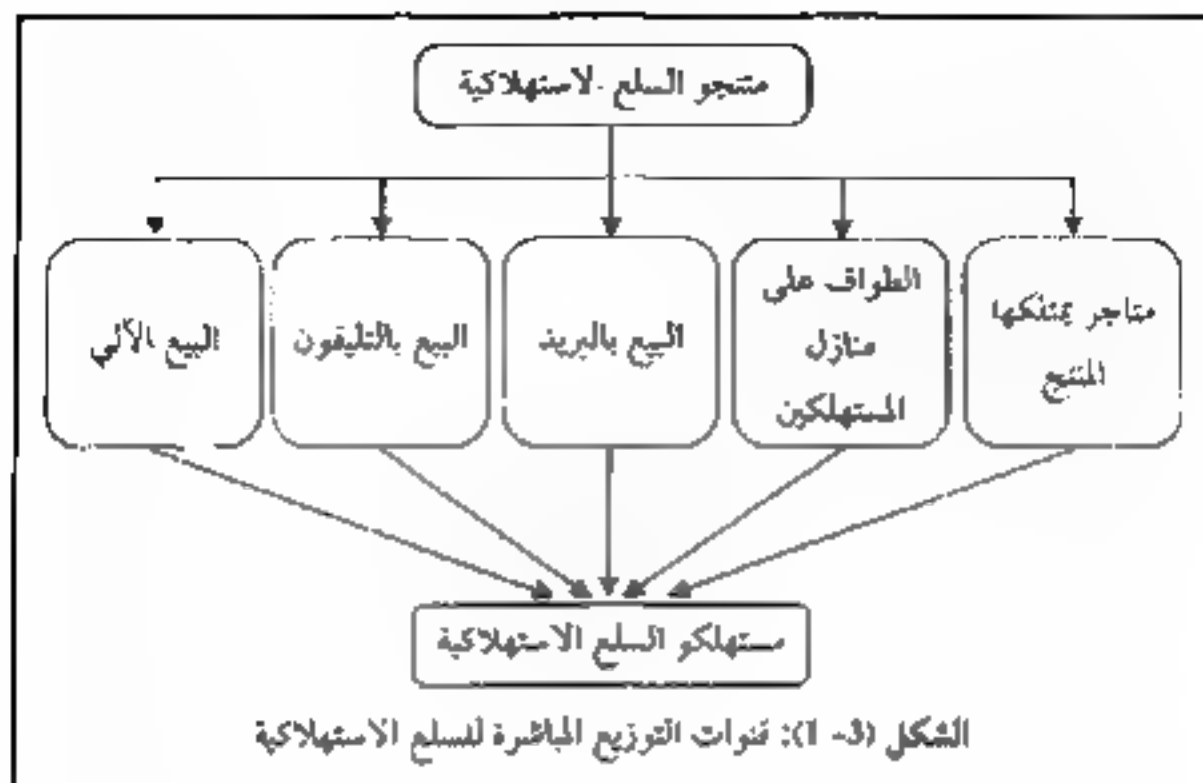 منتجو السلع الاستهلاكية
متاجر يمتلكها
المنتج
الطواف على
منازل
المستهلكين
البيع بالبريد
البيع بالتليفون
البيع الآلي
مستهلكو السلع الاستهلاكية
الشكل (3- 1): قنوات التوزيع المباشرة للسلع الاستهلاكية